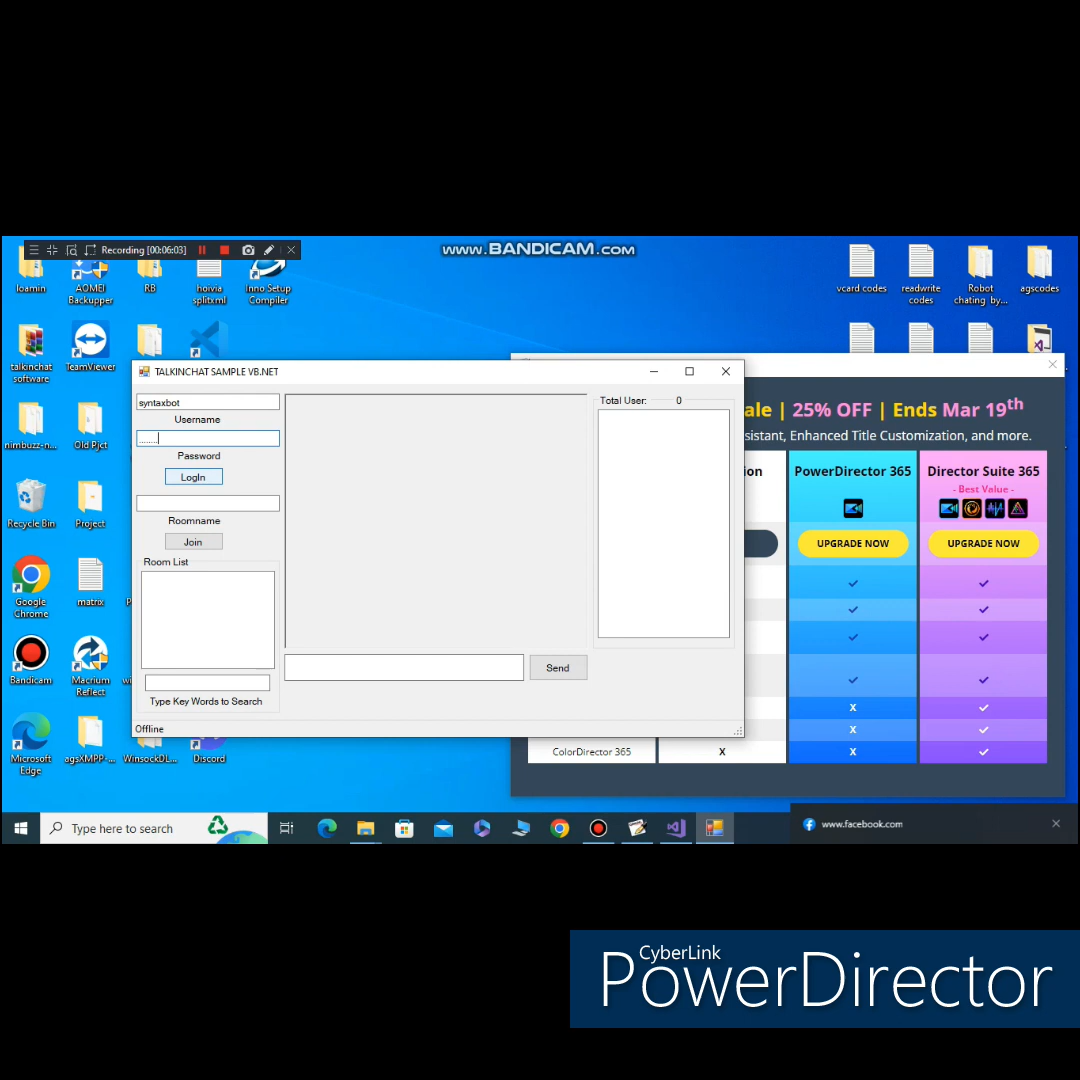 Recording [00:06:03]
www.BANDICAM.com
loamin
AOMEI
Backupper
RB
hoivia
splitxml
Inno Setup
Compiler
vcard codes
readwrite
codes
Robot
chating by...
agscodes
talkinchat
software
TeamViewer
TALKINCHAT SAMPLE VB.NET
syntaxbot
Username
........
Password
LogIn
Roomname
Join
Room List
Type Key Words to Search
Offline
Send
Total User: 0
ale | 25% OFF | Ends Mar 19th
sistant, Enhanced Title Customization, and more.
ion
PowerDirector 365
Director Suite 365
- Best Value -
UPGRADE NOW
UPGRADE NOW
X
X
ColorDirector 365
X
X
nimbuzz-n...
Old Pjct
Recycle Bin
Project
Google
Chrome
matrix
Bandicam
Macrium
Reflect
Microsoft
Edge
agsXMPP-...
WinsockDL...
Discord
Type here to search
www.facebook.com
CyberLink
PowerDirector